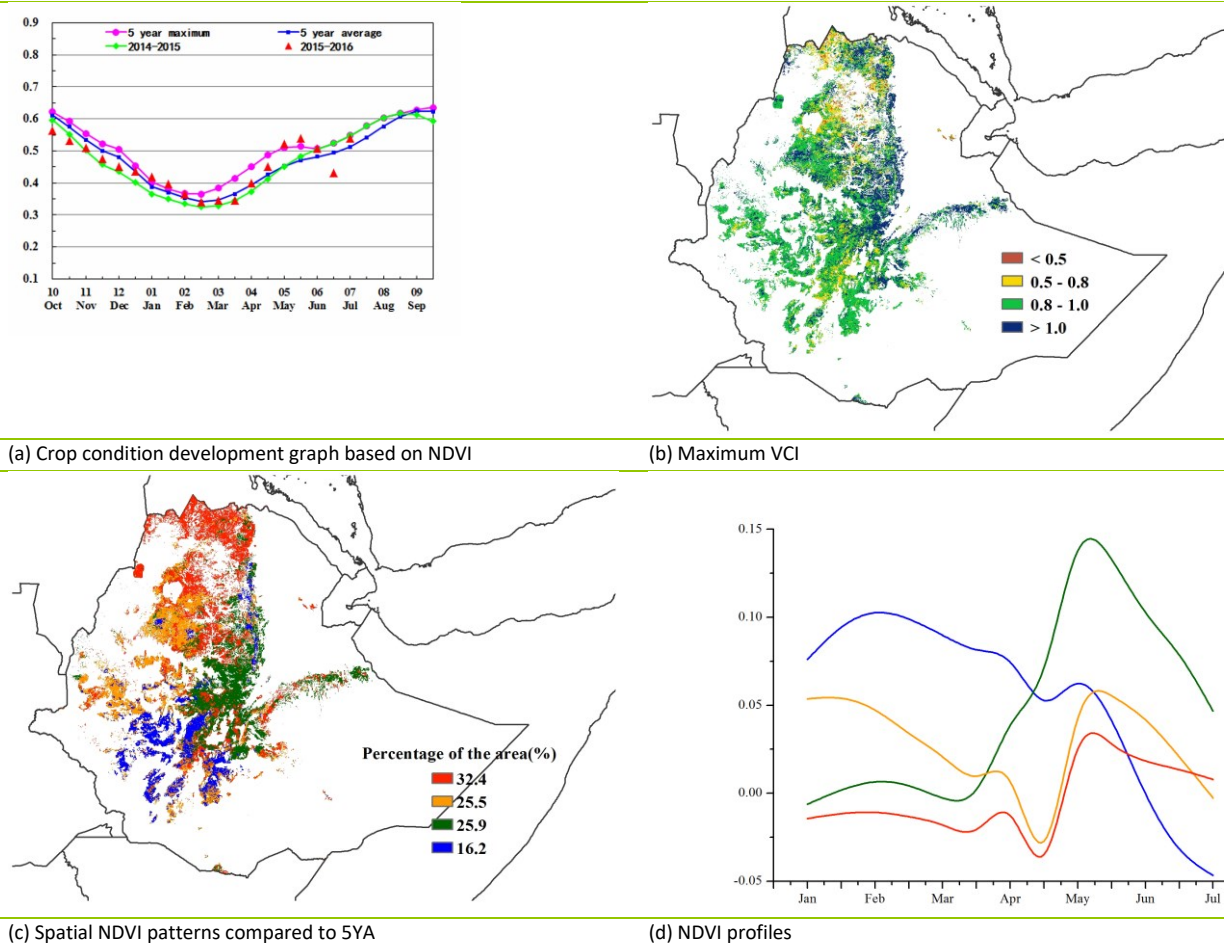 0.9
0.8
0.7
0.6
0.5
0.4
0.3
0.2
0.1
5 year maximum
5 year average
2014-2015
2015-2016
10 11 12 01 02 03 04 05 06 07 08 09
Oct Nov Dec Jan Feb Mar Apr May Jun Jul Aug Sep
< 0.5
0.5 - 0.8
0.8 - 1.0
> 1.0
(a) Crop condition development graph based on NDVI
(b) Maximum VCI
Percentage of the area(%)
32.4
25.5
25.9
16.2
0.15
0.10
0.05
0.00
-0.05
Jan Feb Mar Apr May Jun Jul
(c) Spatial NDVI patterns compared to 5YA
(d) NDVI profiles